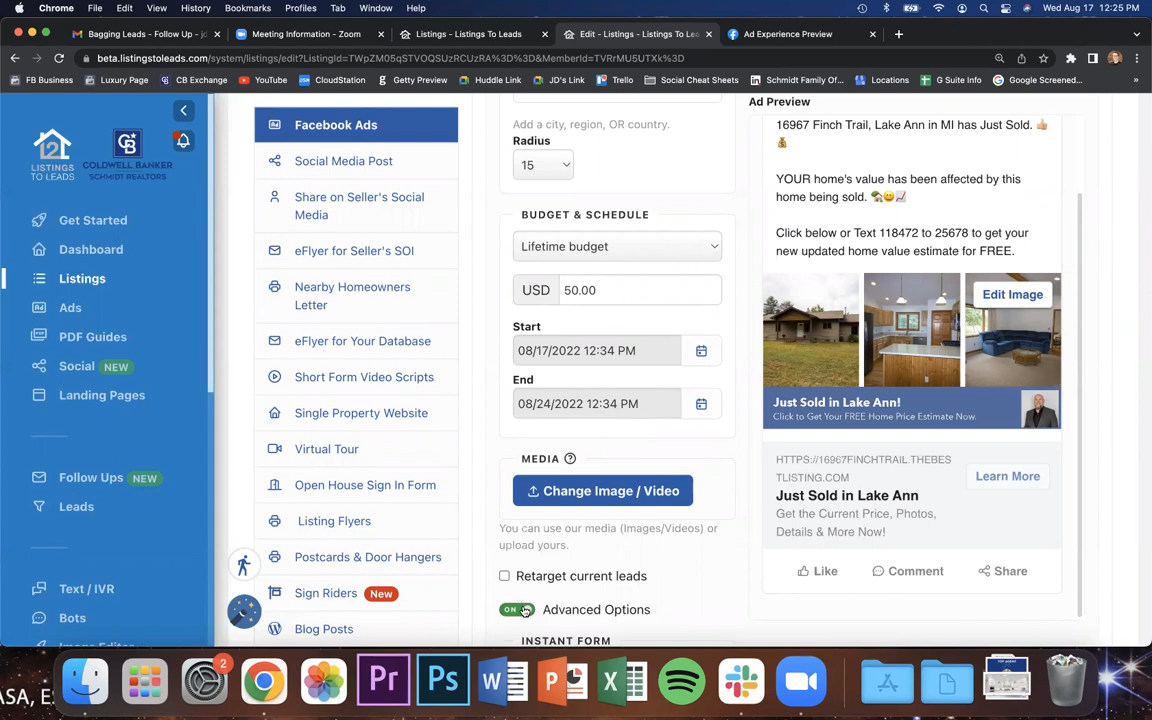 Chrome File Edit View History Bookmarks Profiles Tab Window Help Wed Aug 17 12:25 PM
Bagging Leads - Follow Up - jd Meeting Information - Zoom Listings - Listings To Leads Edit - Listings - Listings To Lea Ad Experience Preview
beta.listingstoleads.com/system/listings/edit?ListingId=TWpZM05qSTVOQSUzRCUzRA%3D%3D&MemberId=TVRrMU5UTXk%3D
FB Business Luxury Page CB Exchange YouTube CloudStation Getty Preview Huddle Link JD's Link Trello Social Cheat Sheets Schmidt Family Of... Locations G Suite Info Google Screened... »
LISTINGS
TO LEADS
CB
COLDWELL BANKER
SCHMIDT REALTORS
Get Started
Dashboard
Listings
Ads
PDF Guides
Social NEW
Landing Pages
Follow Ups NEW
Leads
Text / IVR
Bots
Facebook Ads
Social Media Post
Share on Seller's Social
Media
eFlyer for Seller's SOI
Nearby Homeowners
Letter
eFlyer for Your Database
Short Form Video Scripts
Single Property Website
Virtual Tour
Open House Sign In Form
Listing Flyers
Postcards & Door Hangers
Sign Riders New
Blog Posts
Add a city, region, OR country.
Radius
15
BUDGET & SCHEDULE
Lifetime budget
USD 50.00
Start
08/17/2022 12:34 PM
End
08/24/2022 12:34 PM
MEDIA ?
Change Image / Video
You can use our media (Images/Videos) or
upload yours.
Retarget current leads
ON Advanced Options
INSTANT FORM
Ad Preview
16967 Finch Trail, Lake Ann in MI has Just Sold. 👍🏼
💰
YOUR home's value has been affected by this
home being sold. 🏡😀📈
Click below or Text 118472 to 25678 to get your
new updated home value estimate for FREE.
Edit Image
Just Sold in Lake Ann!
Click to Get Your FREE Home Price Estimate Now.
HTTPS://16967FINCHTRAIL.THEBES
TLISTING.COM
Just Sold in Lake Ann
Get the Current Price, Photos,
Details & More Now!
Learn More
Like Comment Share
2
Pr Ps W P X